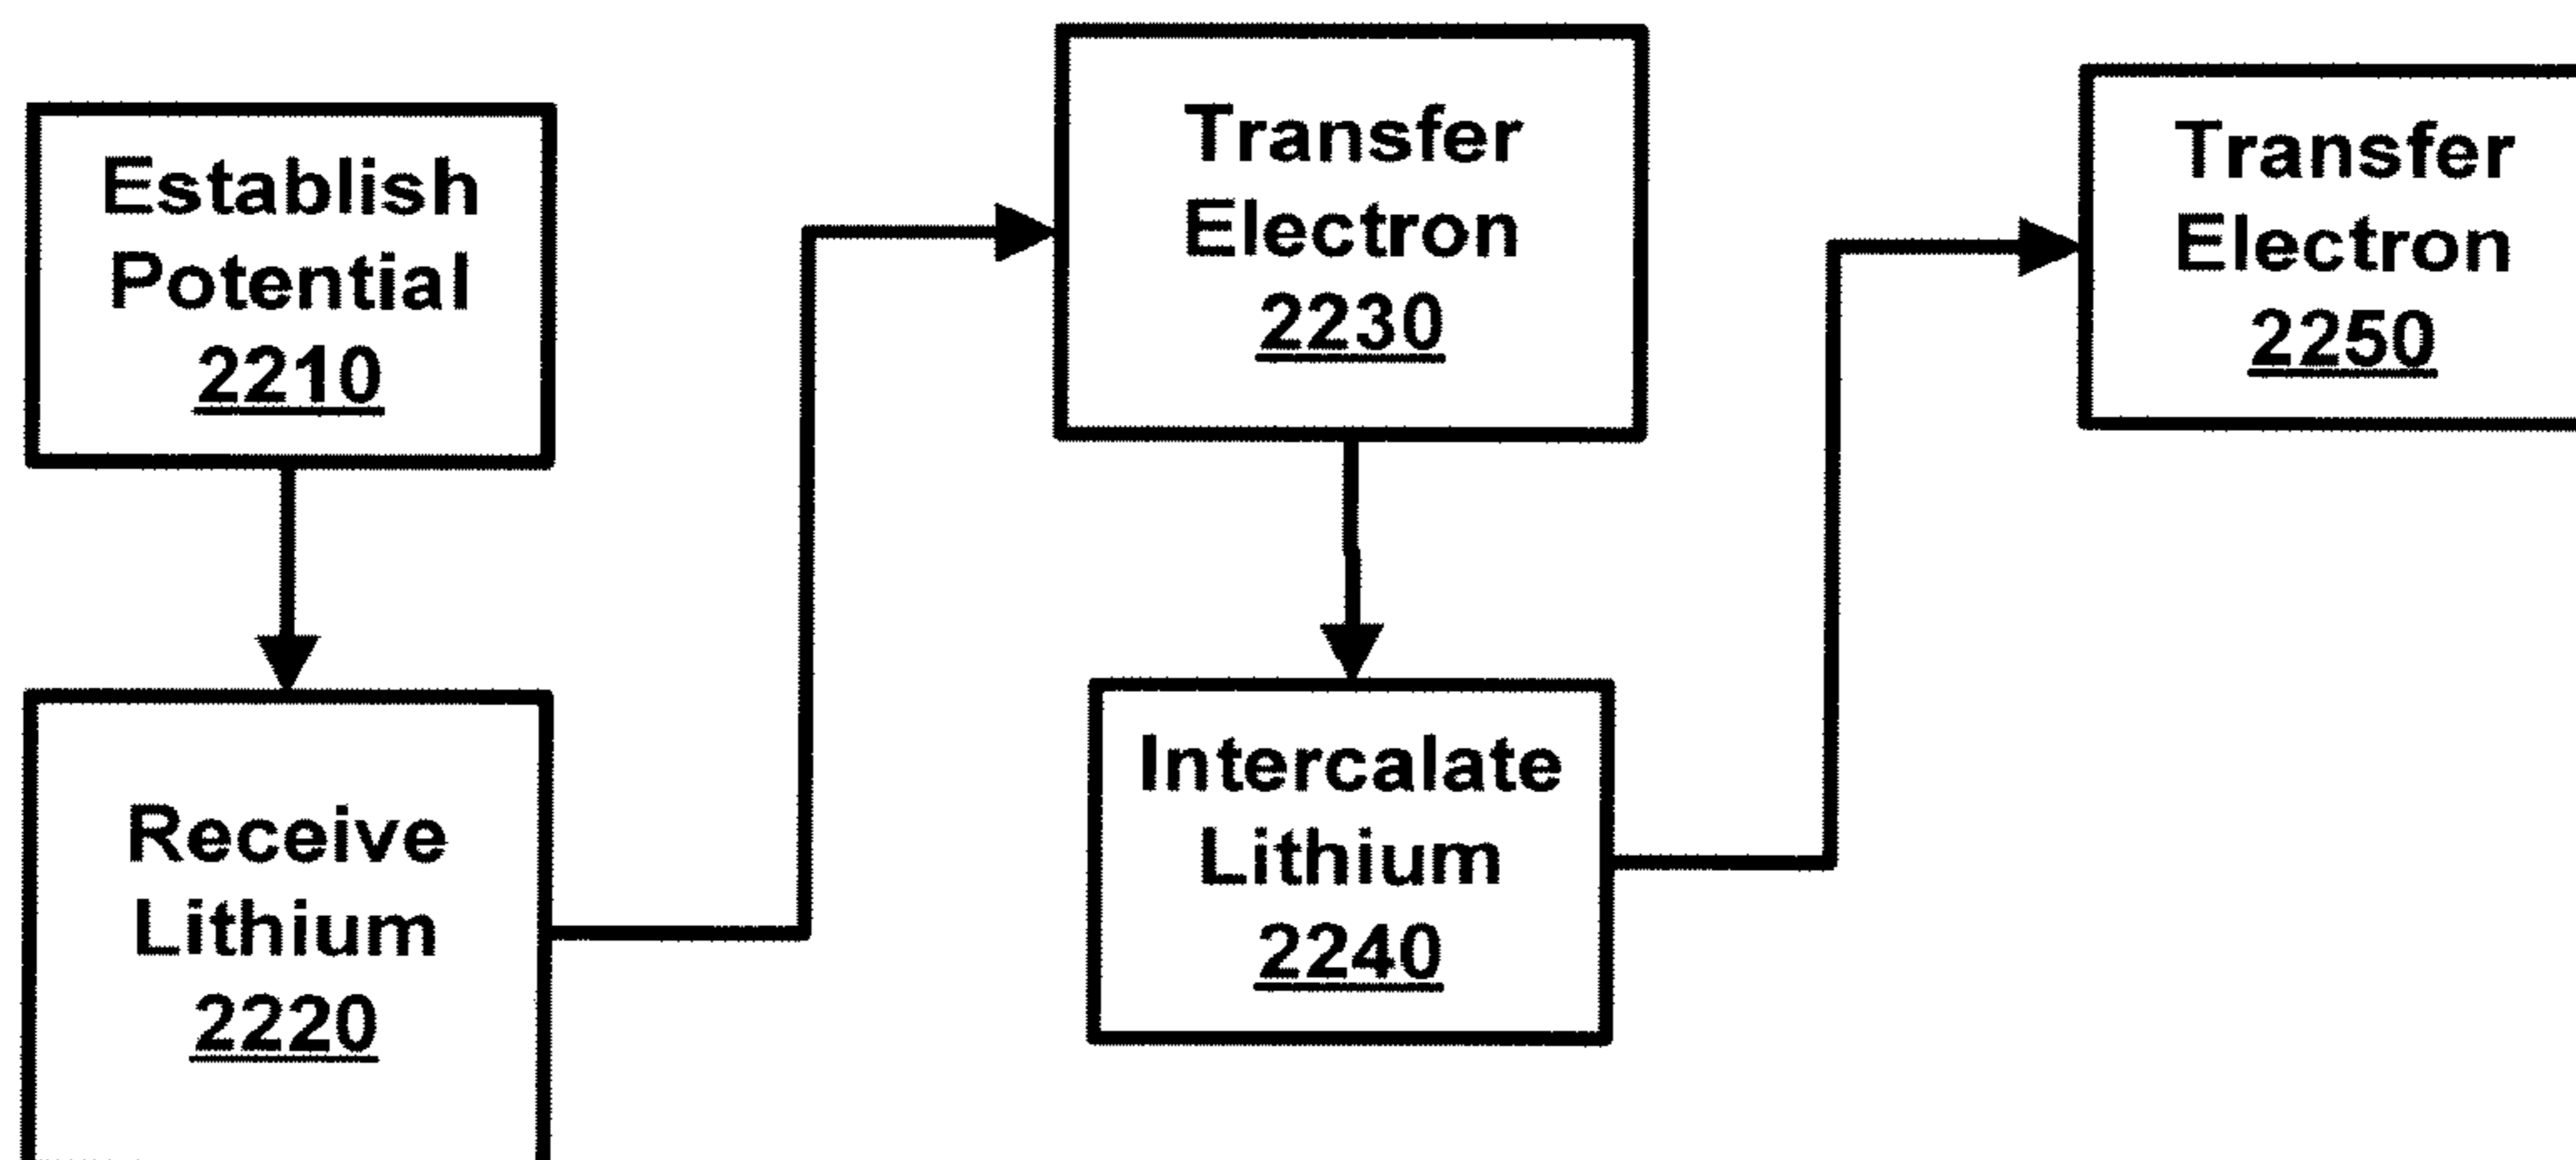 Establish
Potential
2210
Receive
Lithium
2220
Transfer
Electron
2230
Intercalate
Lithium
2240
Transfer
Electron
2250